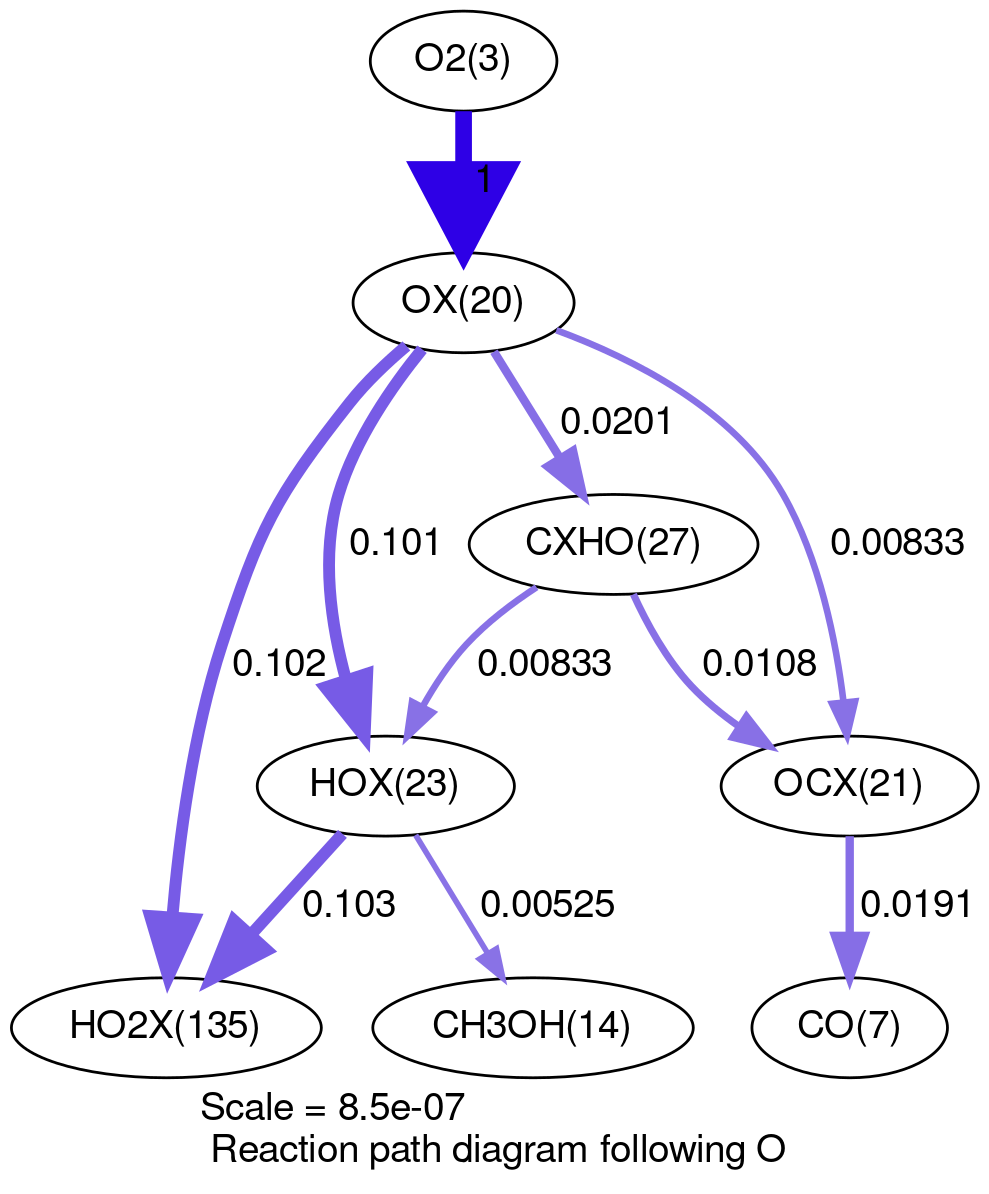 O2(3)
1
OX(20)
0.0201
0.101
CXHO(27)
0.00833
0.102
0.00833
0.0108
HOX(23)
OCX(21)
0.103
0.00525
0.0191
HO2X(135)
CH3OH(14)
CO(7)
Scale = 8.5e-07
Reaction path diagram following O